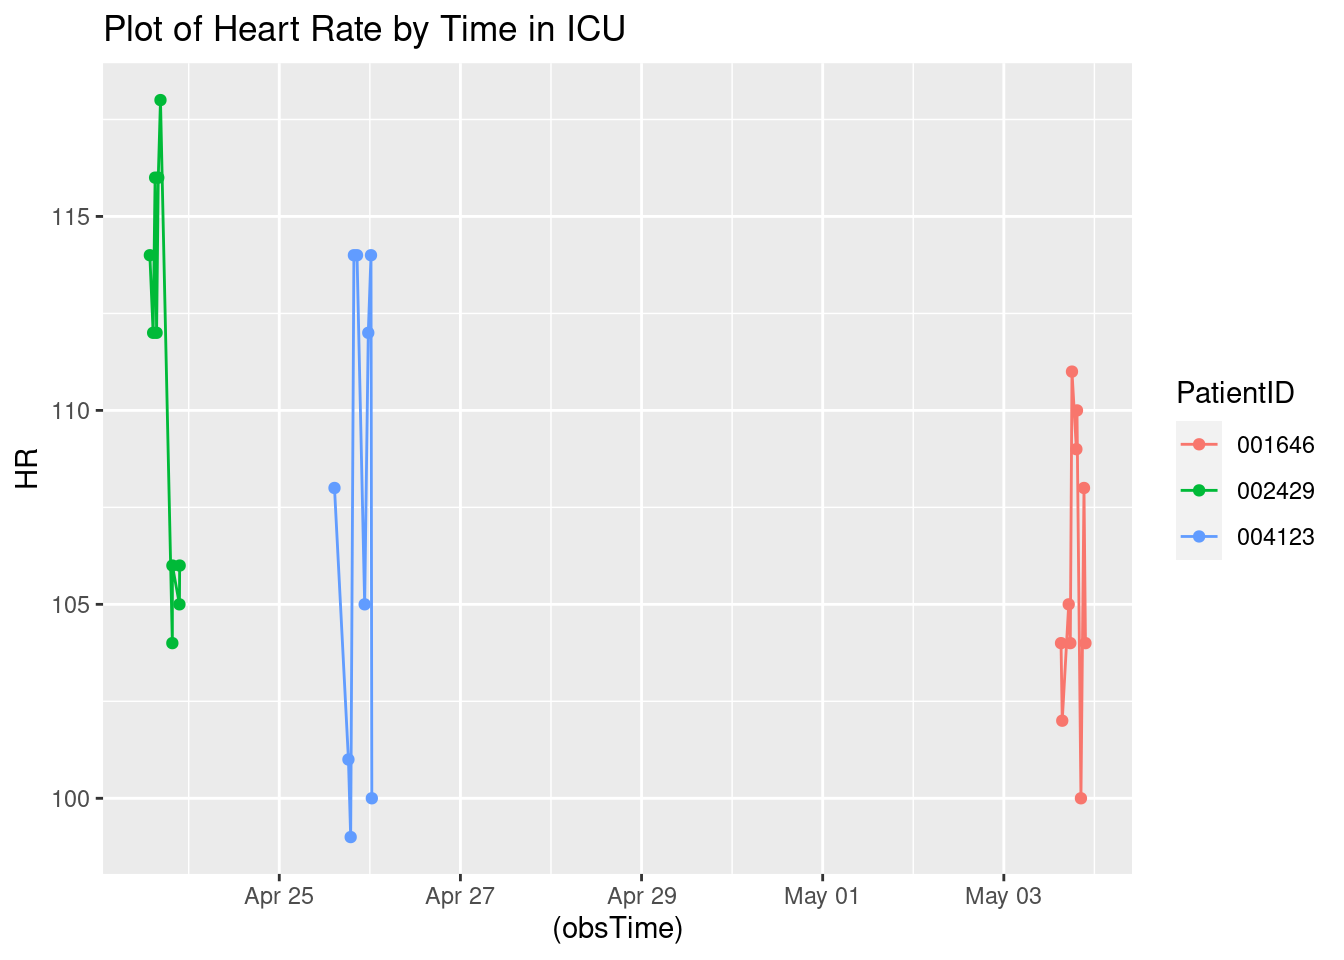 Plot of Heart Rate by Time in ICU
HR
115
110
105
100
Apr 25
Apr 27
Apr 29
May 01
May 03
(obsTime)
PatientID
001646
002429
004123